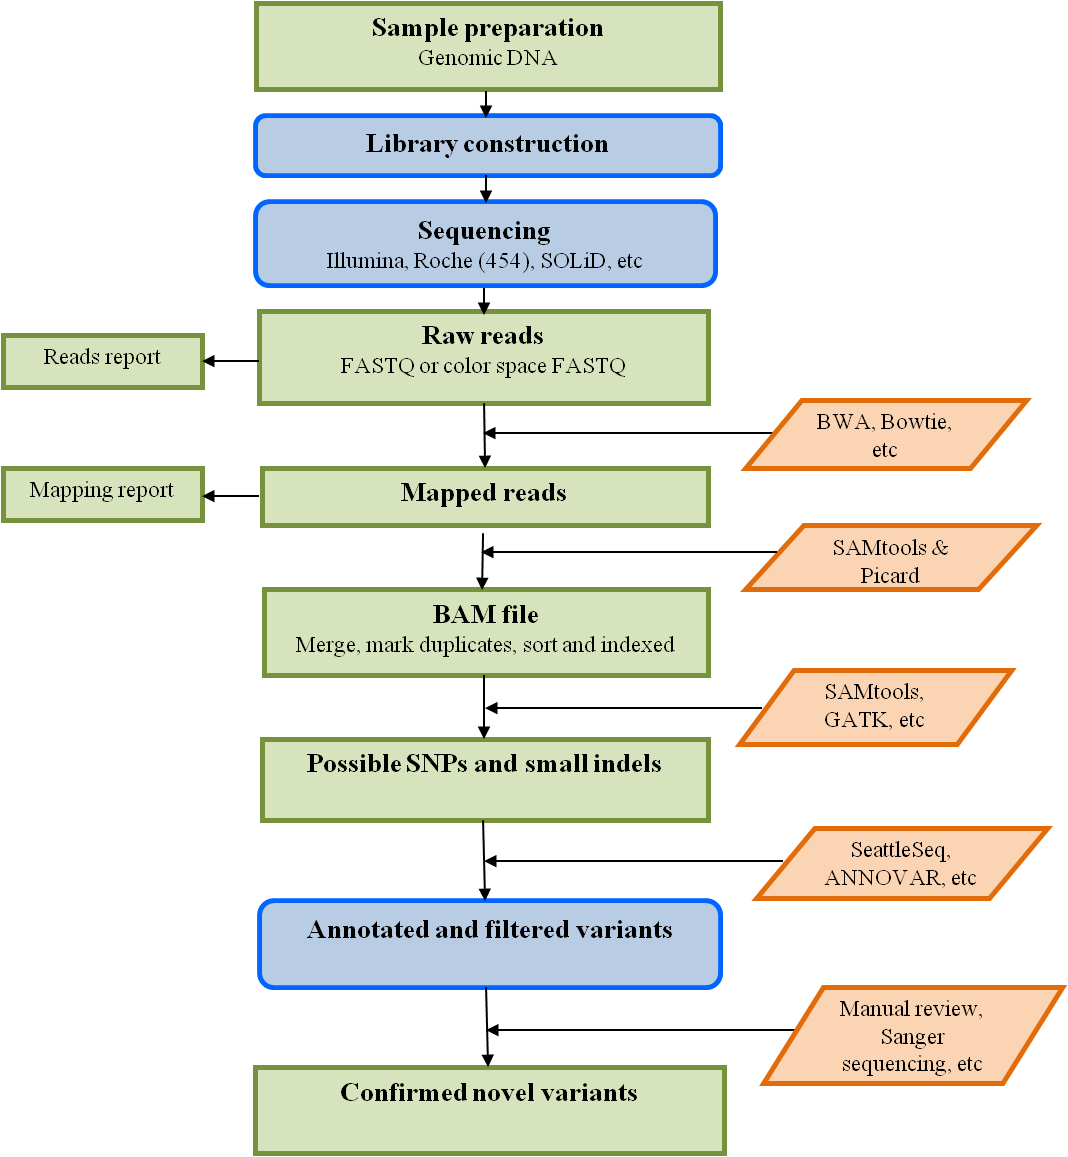 Sample preparation
Genomic DNA
Library construction
Sequencing
Illumina, Roche (454), SOLiD, etc
Raw reads
FASTQ or color space FASTQ
Reads report
BWA, Bowtie,
etc
Mapped reads
Mapping report
SAMtools &
Picard
BAM file
Merge, mark duplicates, sort and indexed
SAMtools,
GATK, etc
Possible SNPs and small indels
SeattleSeq,
ANNOVAR, etc
Annotated and filtered variants
Manual review,
Sanger
sequencing, etc
Confirmed novel variants